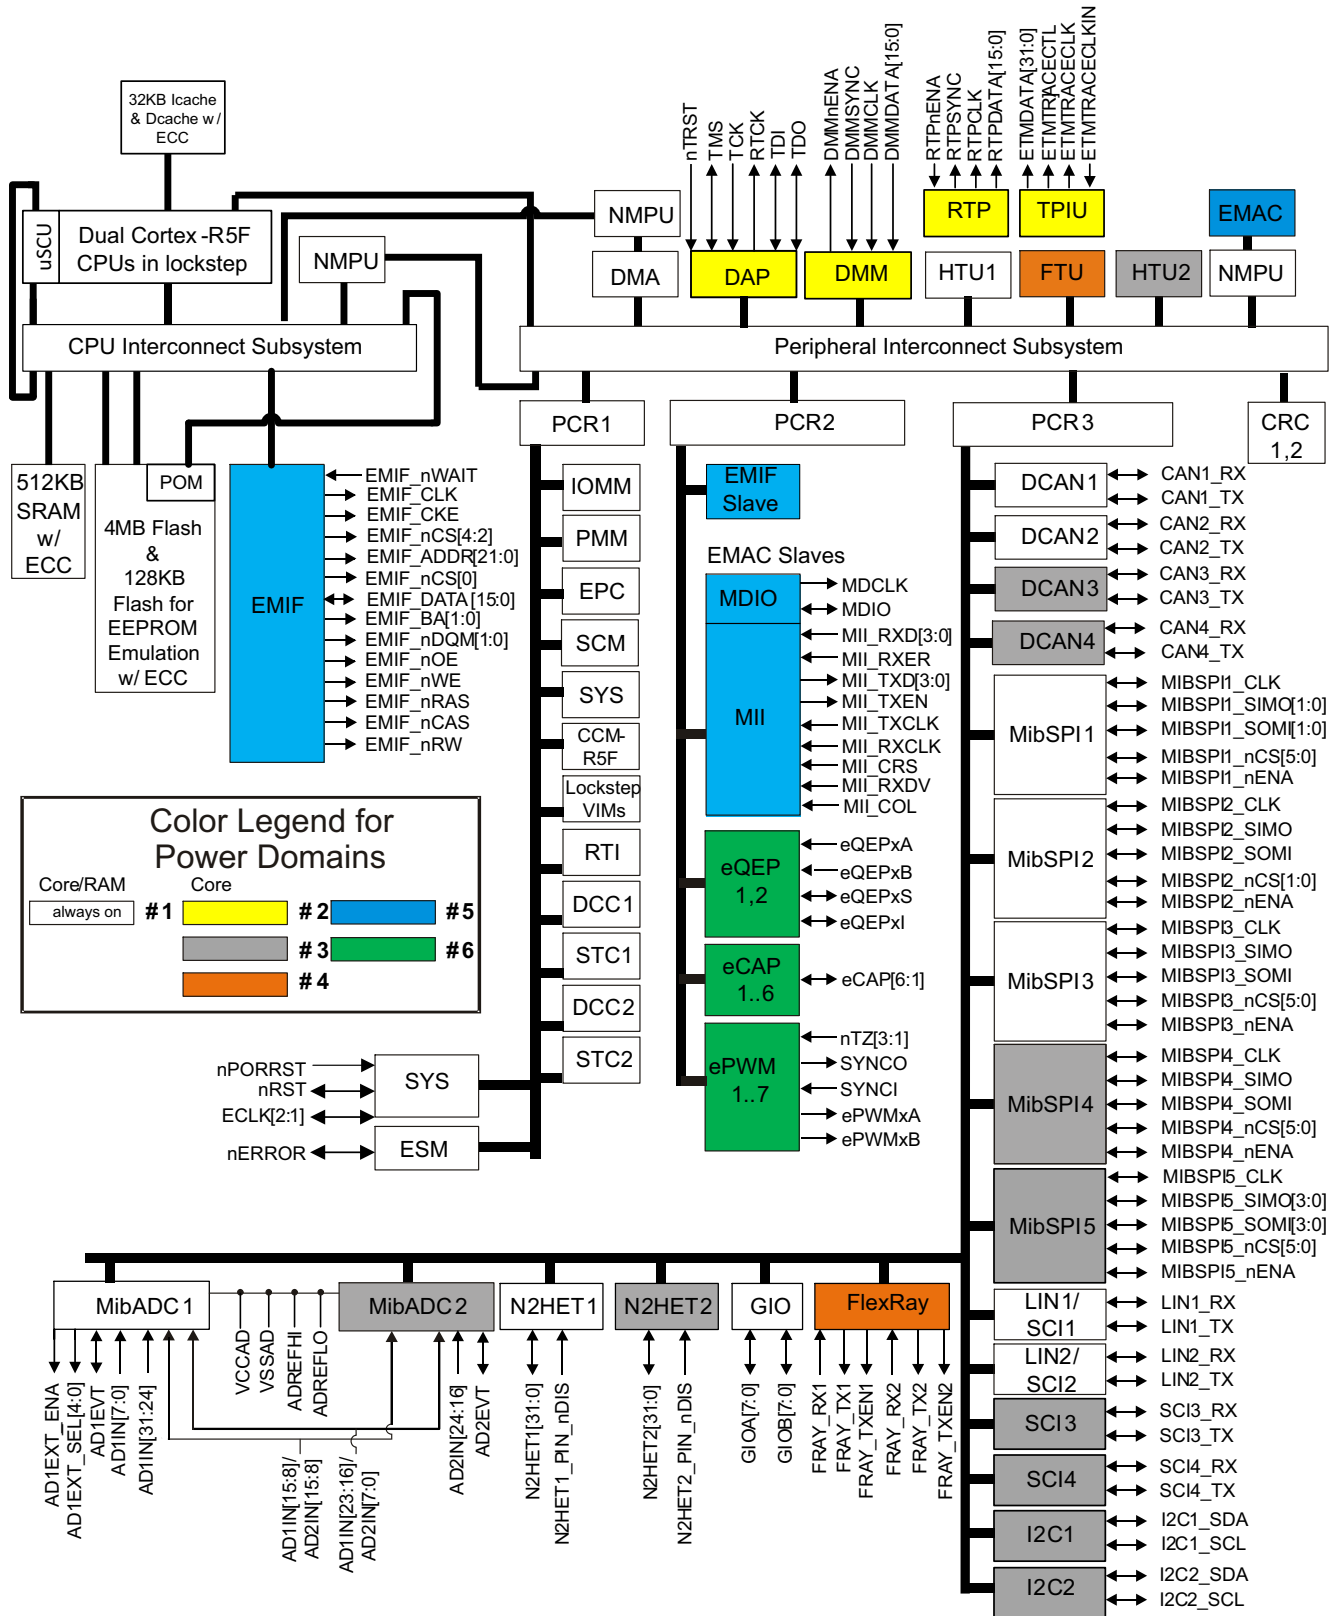 nTRST
TMS
TCK
RTCK
TDI
TDO
DMMnENA
DMMSYNC
DMMCLK
DMMDATA[15:0]
RTPnENA
RTPSYNC
RTPCLK
RTPDATA[15:0]
ETMDATA[31:0]
ETMTRACECTL
ETMTRACECLK
ETMTRACECLKIN
32KB Icache
& Dcache w/
ECC
uSCU
Dual Cortex-R5F
CPUs in lockstep
NMPU
NMPU
DMA
DAP
DMM
RTP
HTU1
TPIU
FTU
HTU2
EMAC
NMPU
CPU Interconnect Subsystem
Peripheral Interconnect Subsystem
PCR1
PCR2
PCR3
CRC
1,2
512KB
SRAM
w/
ECC
POM
4MB Flash
&
128KB
Flash for
EEPROM
Emulation
w/ ECC
EMIF
EMIF_nWAIT
EMIF_CLK
EMIF_CKE
EMIF_nCS[4:2]
EMIF_ADDR[21:0]
EMIF_nCS[0]
EMIF_DATA[15:0]
EMIF_BA[1:0]
EMIF_nDQM[1:0]
EMIF_nOE
EMIF_nWE
EMIF_nRAS
EMIF_nCAS
EMIF_nRW
IOMM
PMM
EPC
SCM
SYS
CCM-
R5F
Lockstep
VIMs
RTI
DCC1
STC1
DCC2
STC2
EMIF
Slave
EMAC Slaves
MDIO
MDCLK
MDIO
MII
MII_RXD[3:0]
MII_RXER
MII_TXD[3:0]
MII_TXEN
MII_TXCLK
MII_RXCLK
MII_CRS
MII_RXDV
MII_COL
eQEP
1,2
eQEPxA
eQEPxB
eQEPxS
eQEPxI
eCAP
1..6
eCAP[6:1]
ePWM
1..7
nTZ[3:1]
SYNCO
SYNCI
ePWMxA
ePWMxB
DCAN1
CAN1_RX
CAN1_TX
DCAN2
CAN2_RX
CAN2_TX
DCAN3
CAN3_RX
CAN3_TX
DCAN4
CAN4_RX
CAN4_TX
MibSPI1
MIBSPI1_CLK
MIBSPI1_SIMO[1:0]
MIBSPI1_SOMI[1:0]
MIBSPI1_nCS[5:0]
MIBSPI1_nENA
MibSPI2
MIBSPI2_CLK
MIBSPI2_SIMO
MIBSPI2_SOMI
MIBSPI2_nCS[1:0]
MIBSPI2_nENA
MibSPI3
MIBSPI3_CLK
MIBSPI3_SIMO
MIBSPI3_SOMI
MIBSPI3_nCS[5:0]
MIBSPI3_nENA
MibSPI4
MIBSPI4_CLK
MIBSPI4_SIMO
MIBSPI4_SOMI
MIBSPI4_nCS[5:0]
MIBSPI4_nENA
MibSPI5
MIBSPI5_CLK
MIBSPI5_SIMO[3:0]
MIBSPI5_SOMI[3:0]
MIBSPI5_nCS[5:0]
MIBSPI5_nENA
LIN1/
SCI1
LIN1_RX
LIN1_TX
LIN2/
SCI2
LIN2_RX
LIN2_TX
SCI3
SCI3_RX
SCI3_TX
SCI4
SCI4_RX
SCI4_TX
I2C1
I2C1_SDA
I2C1_SCL
I2C2
I2C2_SDA
I2C2_SCL
Color Legend for
Power Domains
Core/RAM
Core
always on #1
#2
#5
#3
#6
#4
nPORRST
nRST
ECLK[2:1]
SYS
nERROR
ESM
MibADC1
MibADC2
N2HET1
N2HET2
GIO
FlexRay
AD1EXT_ENA
AD1EXT_SEL[4:0]
AD1EVT
AD1IN[7:0]
AD1IN[31:24]
VCCAD
VSSAD
ADREFHI
ADREFLO
AD1IN[15:8]/
AD2IN[15:8]
AD1IN[23:16]/
AD2IN[7:0]
AD2IN[24:16]
AD2EVT
N2HET1[31:0]
N2HET1_PIN_nDIS
N2HET2[31:0]
N2HET2_PIN_nDIS
GIOA[7:0]
GIOB[7:0]
FRAY_RX1
FRAY_TX1
FRAY_TXEN1
FRAY_RX2
FRAY_TX2
FRAY_TXEN2